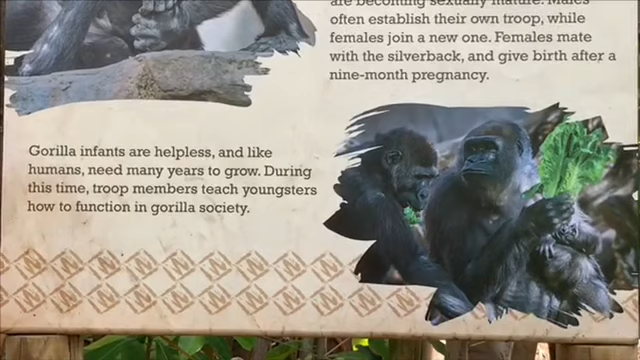 are becoming sexually mature. Males
often establish their own troop, while
females join a new one. Females mate
with the silverback, and give birth after a
nine-month pregnancy.
Gorilla infants are helpless, and like
humans, need many years to grow. During
this time, troop members teach youngsters
how to function in gorilla society.